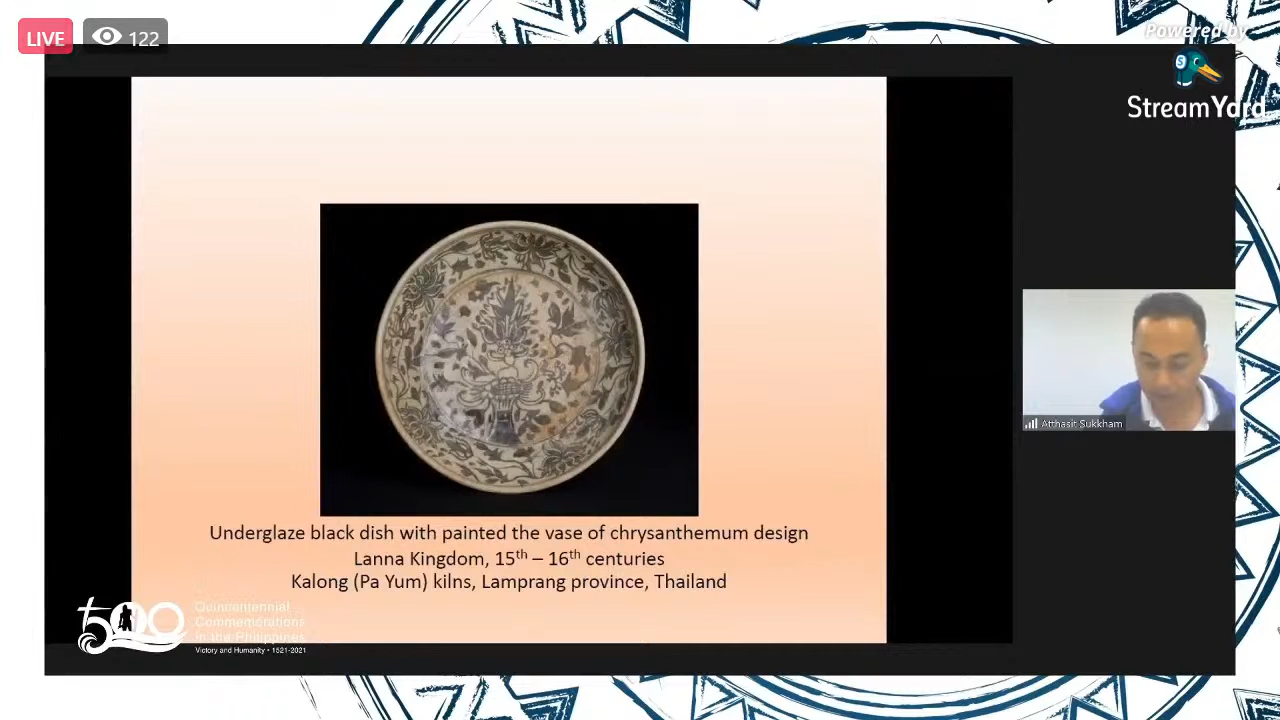 LIVE
122
Powered by
StreamYard
Atthasit Sukkham
Underglaze black dish with painted the vase of chrysanthemum design
Lanna Kingdom, 15th – 16th centuries
Kalong (Pa Yum) kilns, Lamprang province, Thailand
500
Quincentennial
Commemorations
in the Philippines
Victory and Humanity • 1521-2021